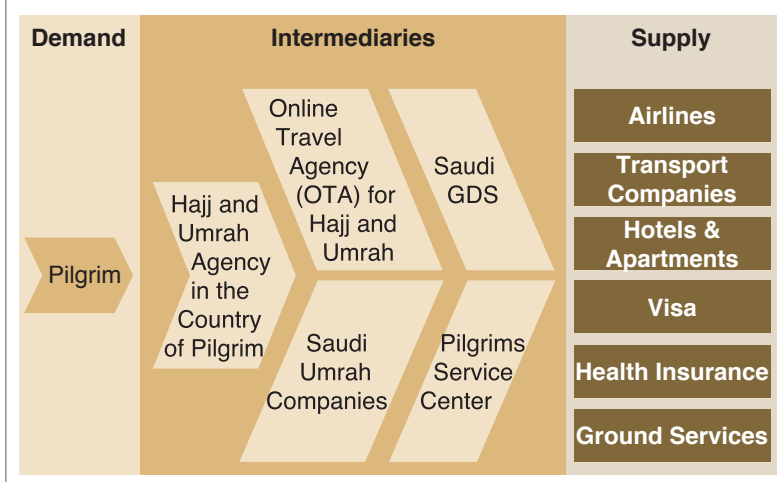 Demand
Intermediaries
Supply
Pilgrim
Hajj and
Umrah
Agency
in the
Country
of Pilgrim
Online
Travel
Agency
(OTA) for
Hajj and
Umrah
Saudi
GDS
Saudi
Umrah
Companies
Pilgrims
Service
Center
Airlines
Transport
Companies
Hotels &
Apartments
Visa
Health Insurance
Ground Services